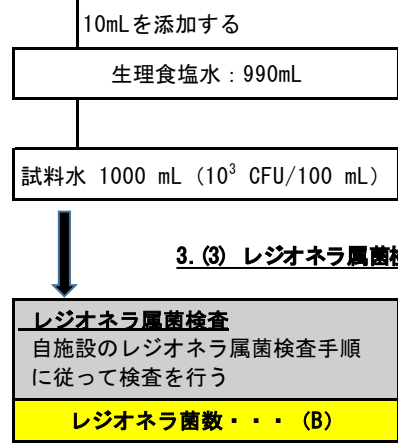 10mLを添加する
生理食塩水：990mL
試料水 1000 mL (10³ CFU/100 mL)
3.(3) レジオネラ属菌
レジオネラ属菌検査
自施設のレジオネラ属菌検査手順
に従って検査を行う
レジオネラ菌数・・・ (B)